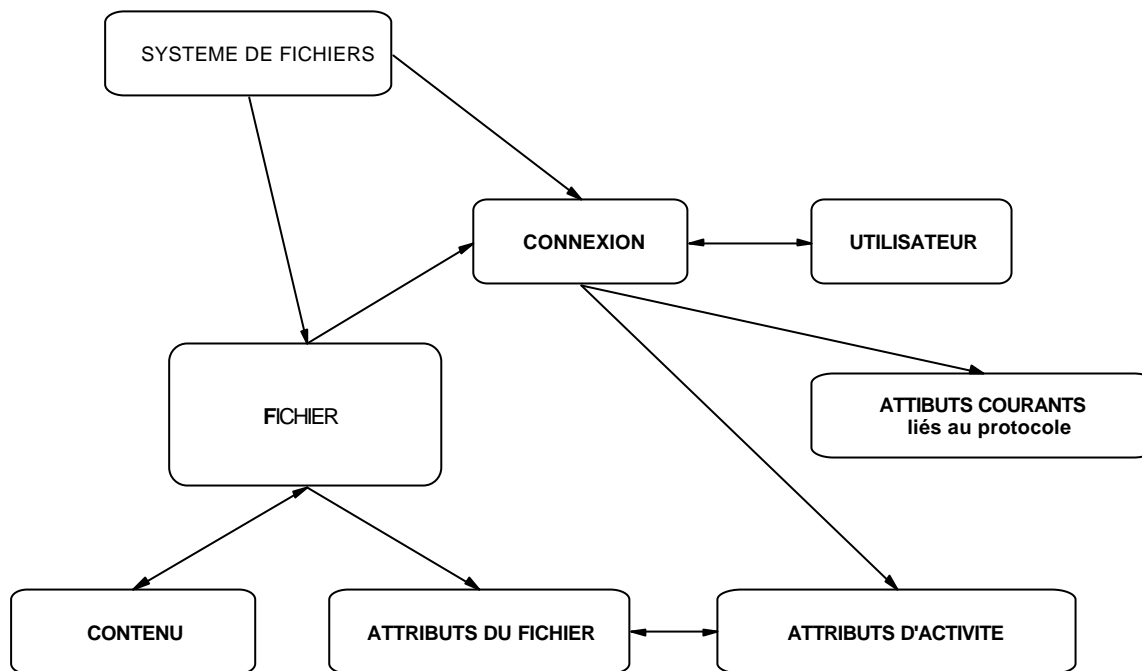 SYSTEME DE FICHIERS
CONNEXION
UTILISATEUR
FICHIER
ATTIBUTS COURANTS
liés au protocole
CONTENU
ATTRIBUTS DU FICHIER
ATTRIBUTS D'ACTIVITE